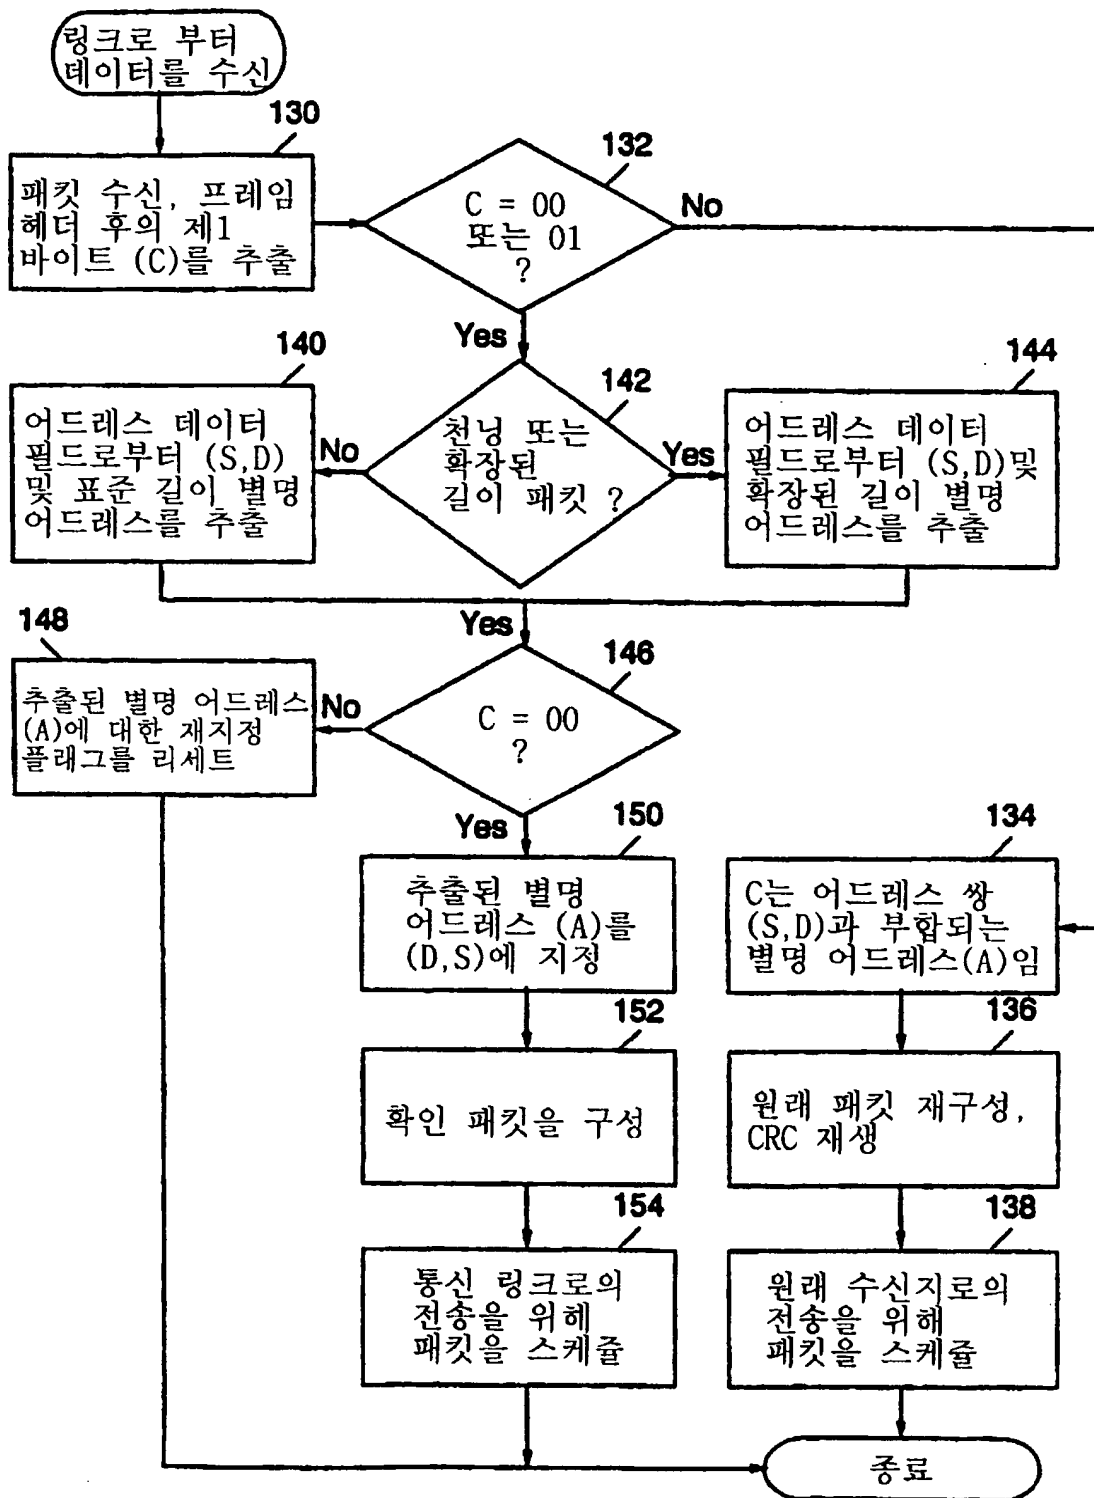 링크로 부터
데이터를 수신
130
패킷 수신, 프레임
헤더 후의 제1
바이트 (C)를 추출
132
C = 00
또는 01
?
No
Yes
140
어드레스 데이터
필드로부터 (S,D)
및 표준 길이 별명
어드레스를 추출
No
142
천닝 또는
확장된
길이 패킷 ?
Yes
144
어드레스 데이터
필드로부터 (S,D)및
확장된 길이 별명
어드레스를 추출
Yes
148
추출된 별명 어드레스
(A)에 대한 재지정
플래그를 리세트
No
146
C = 00
?
Yes
150
추출된 별명
어드레스 (A)를
(D,S)에 지정
134
C는 어드레스 쌍
(S,D)과 부합되는
별명 어드레스(A)임
152
확인 패킷을 구성
136
원래 패킷 재구성,
CRC 재생
154
통신 링크로의
전송을 위해
패킷을 스케쥴
138
원래 수신지로의
전송을 위해
패킷을 스케쥴
종료